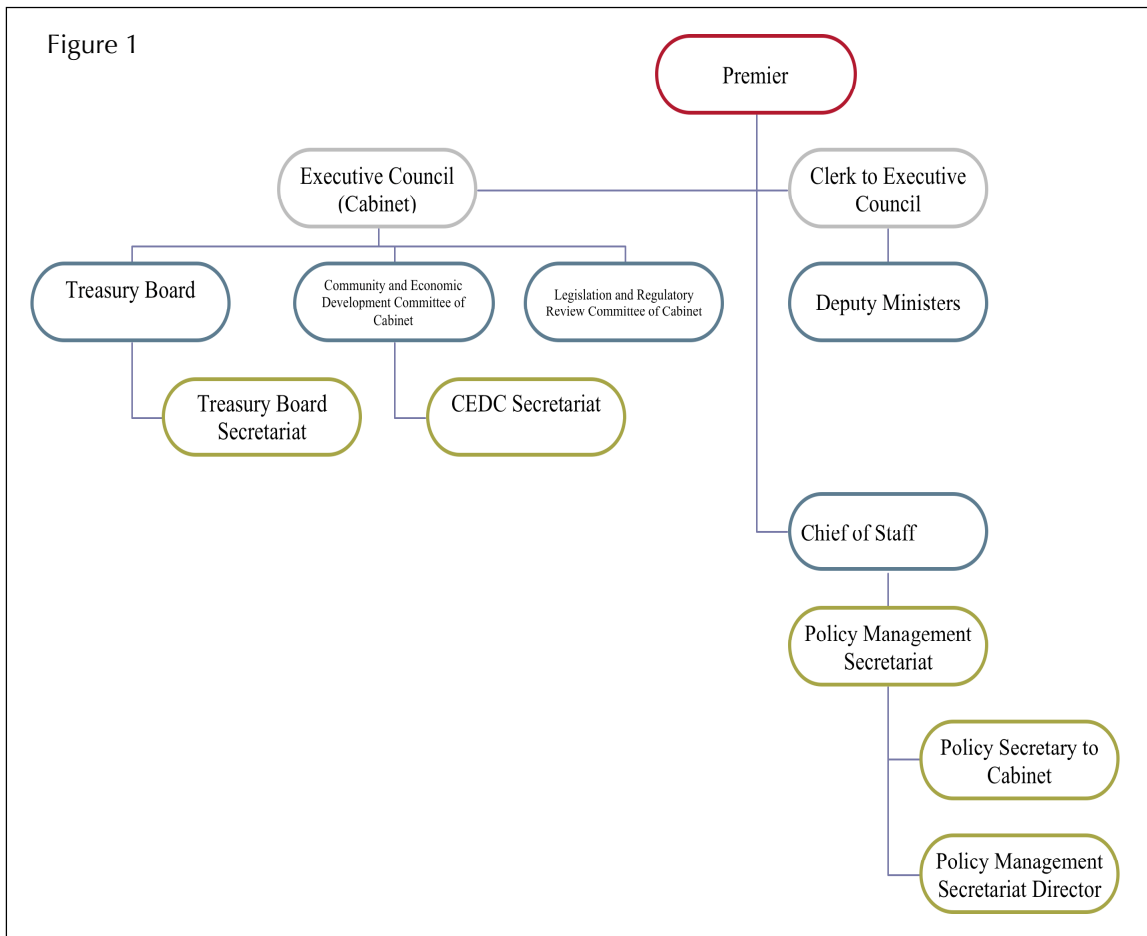 Figure 1
Premier
Executive Council
(Cabinet)
Clerk to Executive
Council
Treasury Board
Community and Economic
Development Committee of
Cabinet
Legislation and Regulatory
Review Committee of Cabinet
Deputy Ministers
Treasury Board
Secretariat
CEDC Secretariat
Chief of Staff
Policy Management
Secretariat
Policy Secretary to
Cabinet
Policy Management
Secretariat Director